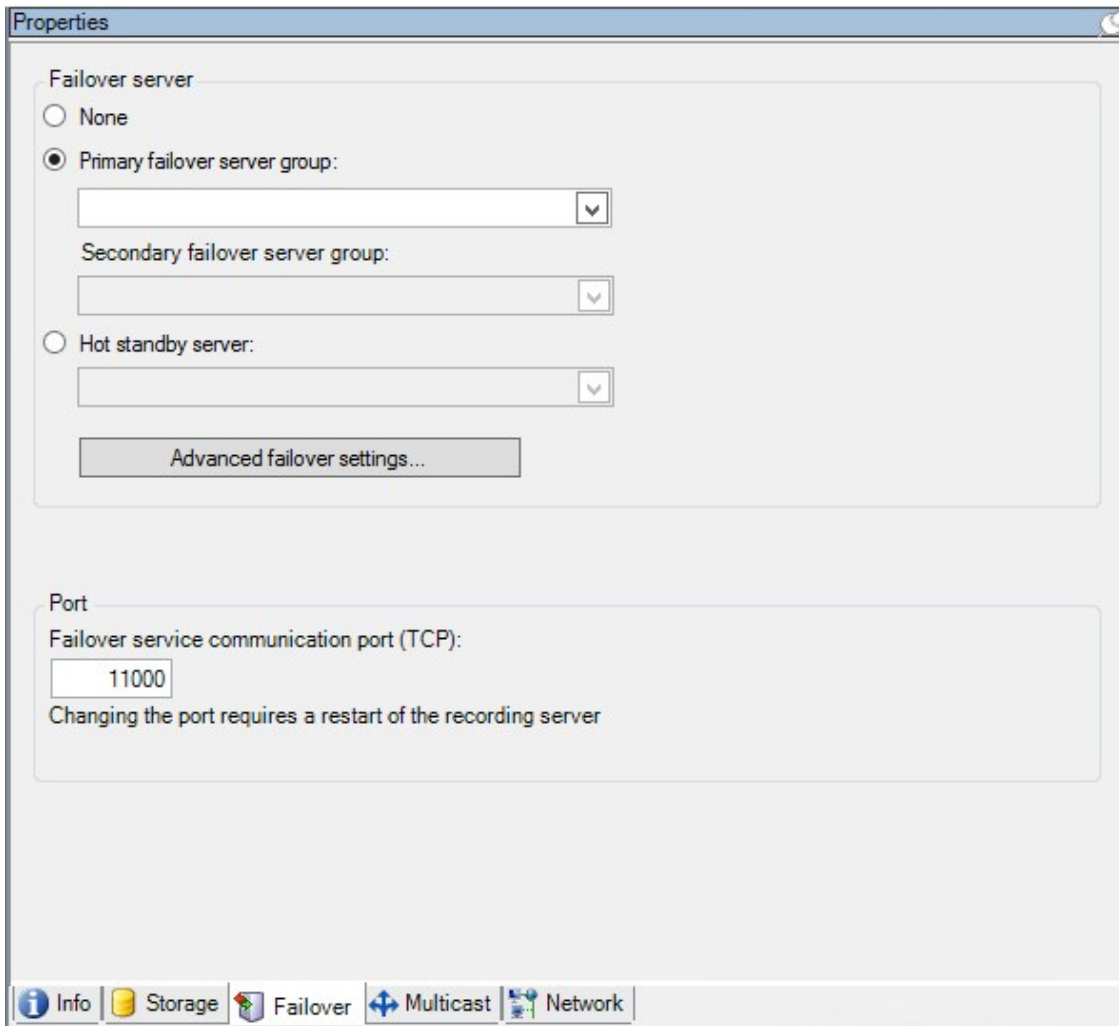 Properties
Failover server
None
Primary failover server group:
Secondary failover server group:
Hot standby server:
Advanced failover settings...
Port
Failover service communication port (TCP):
11000
Changing the port requires a restart of the recording server
Info Storage Failover Multicast Network